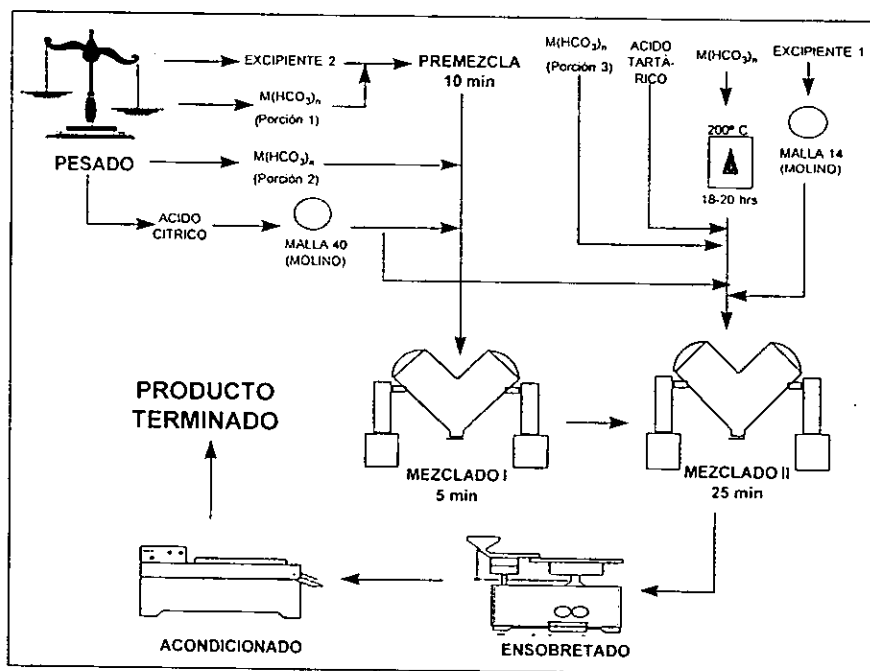 EXCIPIENTE 2
PREMEZCLA
10 min
M(HCO₃)ₙ
(Porción 1)
PESADO
M(HCO₃)ₙ
(Porción 2)
ACIDO
CITRICO
MALLA 40
(MOLINO)
M(HCO₃)ₙ
(Porción 3)
ACIDO
TARTÁ-
RICO
M(HCO₃)ₙ
EXCIPIENTE 1
200° C
18-20 hrs
MALLA 14
(MOLINO)
MEZCLADO I
5 min
MEZCLADO II
25 min
PRODUCTO
TERMINADO
ACONDICIONADO
ENSOBRETADO